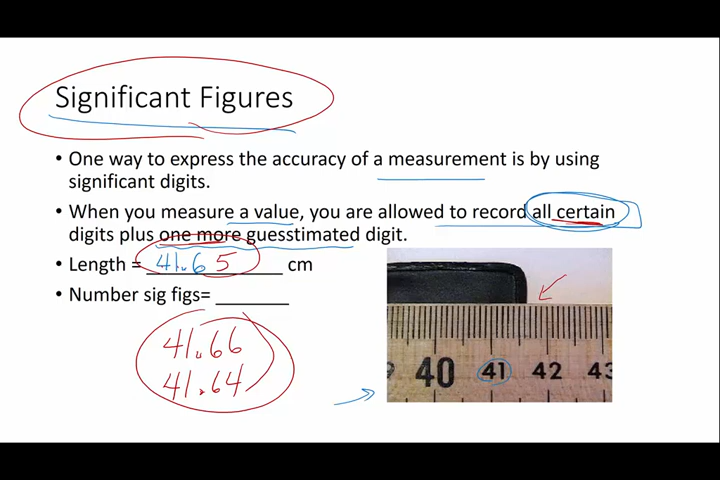 Significant Figures
• One way to express the accuracy of a measurement is by using
significant digits.
• When you measure a value, you are allowed to record all certain
digits plus one more guesstimated digit.
• Length = 41.65 cm
• Number sig figs= ________
41.66
41.64
40 41 42 43